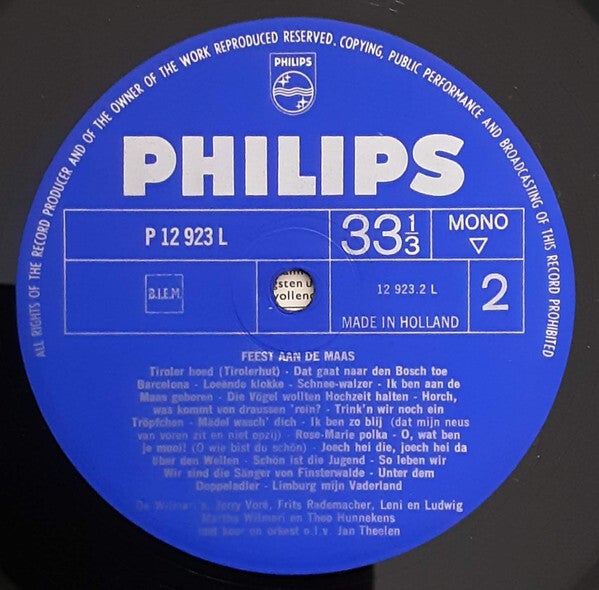 ALL RIGHTS OF THE RECORD PRODUCER AND OF THE OWNER OF THE WORK REPRODUCED RESERVED. COPYING, PUBLIC PERFORMANCE AND BROADCASTING OF THIS RECORD PROHIBITED
PHILIPS
PHILIPS
P 12 923 L
33 1/3
MONO
B.I.E.M.
gsten u
vollend
12 923.2 L
2
MADE IN HOLLAND
FEEST AAN DE MAAS
Tiroler hoed (Tirolerhut) - Dat gaat naar den Bosch toe
Barcelona - Loeënde klokke - Schnee-walzer - Ik ben aan de
Maas geboren - Die Vögel wollten Hochzeit halten - Horch,
was kommt von draussen 'rein? - Trink'n wir noch ein
Tröpfchen - Mädel wasch' dich - Ik ben zo blij (dat mijn neus
van voren zit en niet opzij) - Rose-Marie polka - O, wat ben
je mooi! (O wie bist du schön) - Joech hei die, joech hei da
über den Wellen - Schön ist die Jugend - So leben wir
Wir sind die Sänger von Finsterwalde - Unter dem
Doppeladler - Limburg mijn Vaderland
De Wilmari's, Jerry Voré, Frits Rademacher, Leni en Ludwig
Martha Wilmari en Theo Hunnekens
met koor en orkest o.l.v. Jan Theelen